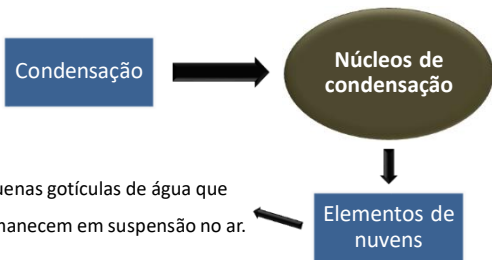 Condensação
Núcleos de
condensação
gotículas de água que
em suspensão no ar.
Elementos de
nuvens